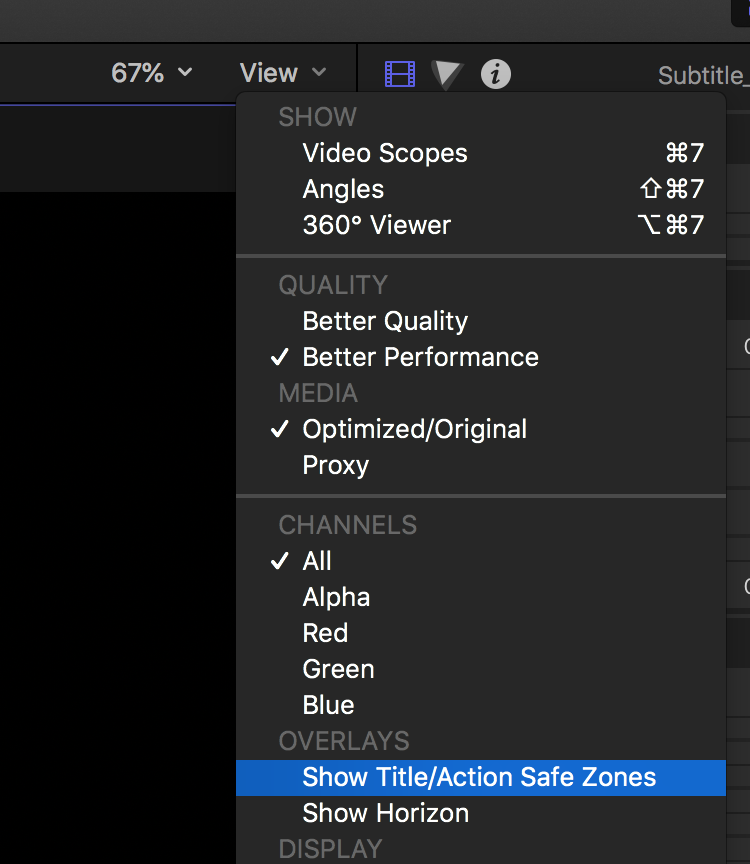 67% View Subtitle_
SHOW
Video Scopes ⌘7
Angles ⇧⌘7
360° Viewer ⌥⌘7
QUALITY
Better Quality
✓ Better Performance
MEDIA
✓ Optimized/Original
Proxy
CHANNELS
✓ All
Alpha
Red
Green
Blue
OVERLAYS
Show Title/Action Safe Zones
Show Horizon
DISPLAY